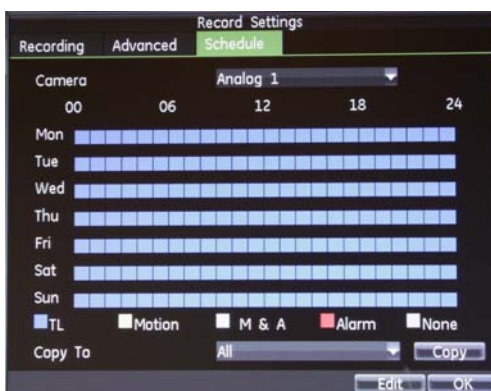 Record Settings
Recording Advanced Schedule
Camera Analog 1
00 06 12 18 24
Mon
Tue
Wed
Thu
Fri
Sat
Sun
TL Motion M & A Alarm None
Copy To All Copy
Edit OK